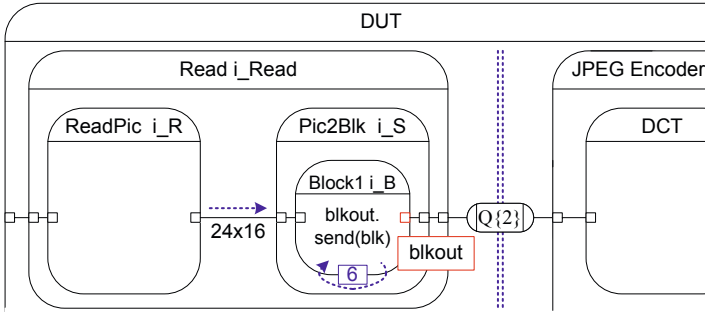 DUT
Read i_Read
JPEG Encoder
ReadPic i_R
Pic2Blk i_S
DCT
Block1 i_B
blkout.
send(blk)
24x16
Q{2}
blkout
6